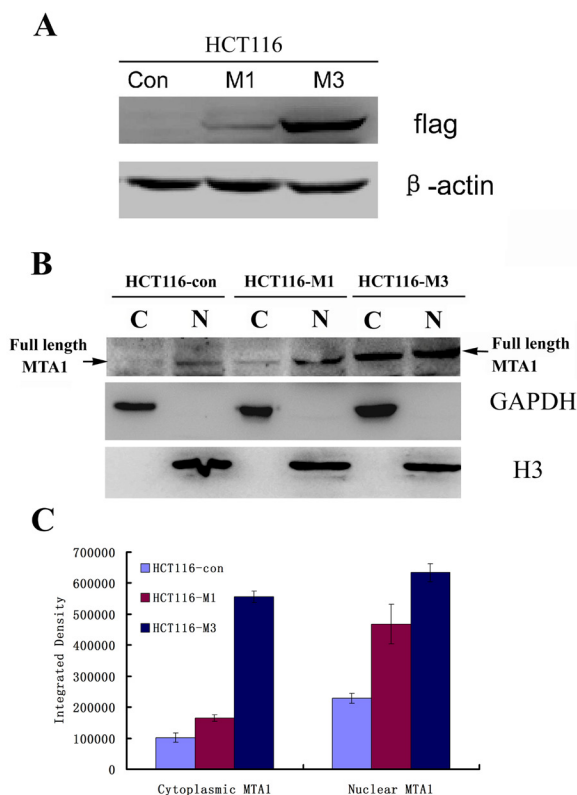 A
HCT116
Con M1 M3
flag
β-actin
B
HCT116-con HCT116-M1 HCT116-M3
C N C N C N
Full length
MTA1
Full length
MTA1
GAPDH
H3
C
700000
600000
500000
400000
300000
200000
100000
0
Integrated Density
HCT116-con
HCT116-M1
HCT116-M3
Cytoplasmic MTA1 Nuclear MTA1